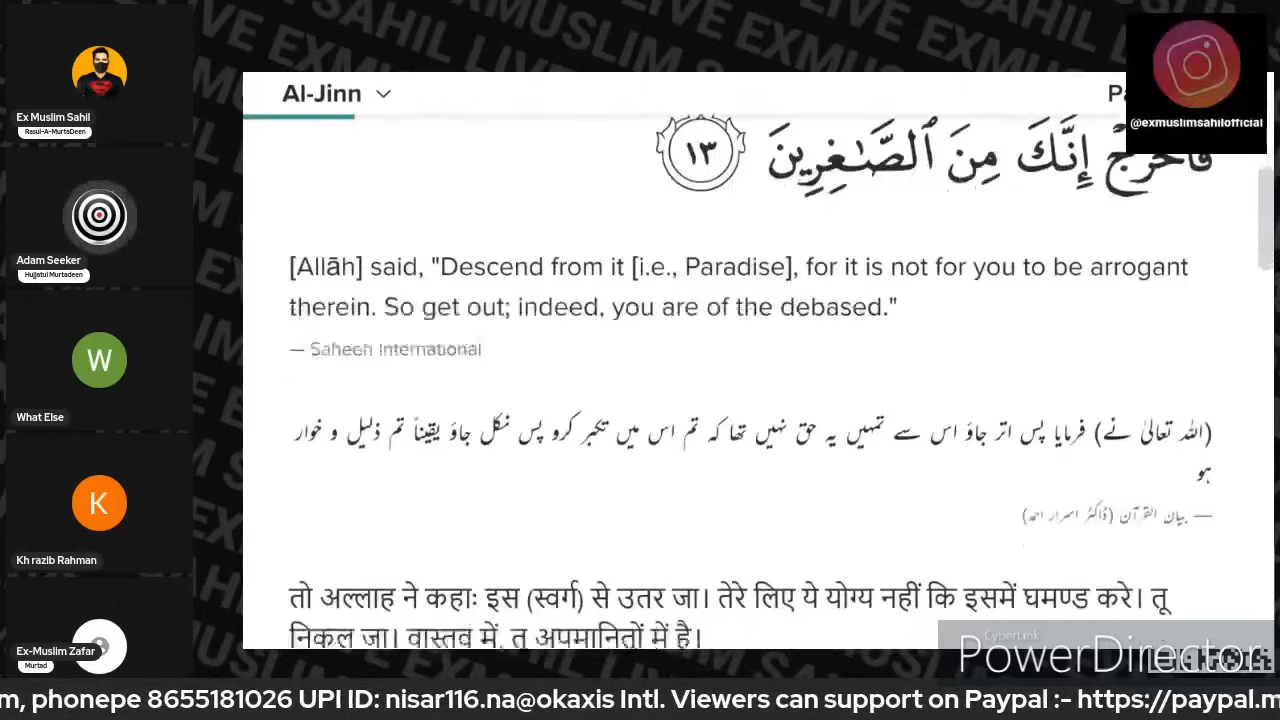 Ex Muslim Sahil
Rasul-A-MurtaDeen
Adam Seeker
Hujjatul Murtadeen
W
What Else
K
Kh razib Rahman
Ex-Muslim Zafar
Murtad
Al-Jinn
@exmuslimsahilofficial
فَٱخْرُجْ إِنَّكَ مِنَ ٱلصَّـٰغِرِينَ ١٣
[Allāh] said, "Descend from it [i.e., Paradise], for it is not for you to be arrogant
therein. So get out; indeed, you are of the debased."
— Saheeh International
(اللہ تعالیٰ نے) فرمایا پس اتر جاؤ اس سے تمہیں یہ حق نہیں تھا کہ تم اس میں تکبر کرو پس نکل جاؤ یقیناً تم ذلیل و خوار
ہو
— بیان القرآن (ڈاکٹر اسرار احمد)
तो अल्लाह ने कहाः इस (स्वर्ग) से उतर जा। तेरे लिए ये योग्य नहीं कि इसमें घमण्ड करे। तू
निकल जा। वास्तव में, तू अपमानितों में है।
CyberLink
PowerDirector
m, phonepe 8655181026 UPI ID: nisar116.na@okaxis Intl. Viewers can support on Paypal :- https://paypal.m